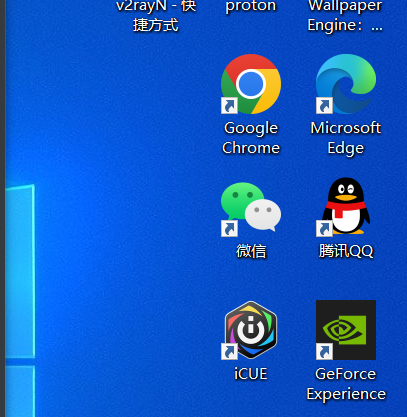 v2rayN - 快
捷方式
proton
Wallpaper
Engine：...
Google
Chrome
Microsoft
Edge
微信
腾讯QQ
iCUE
GeForce
Experience